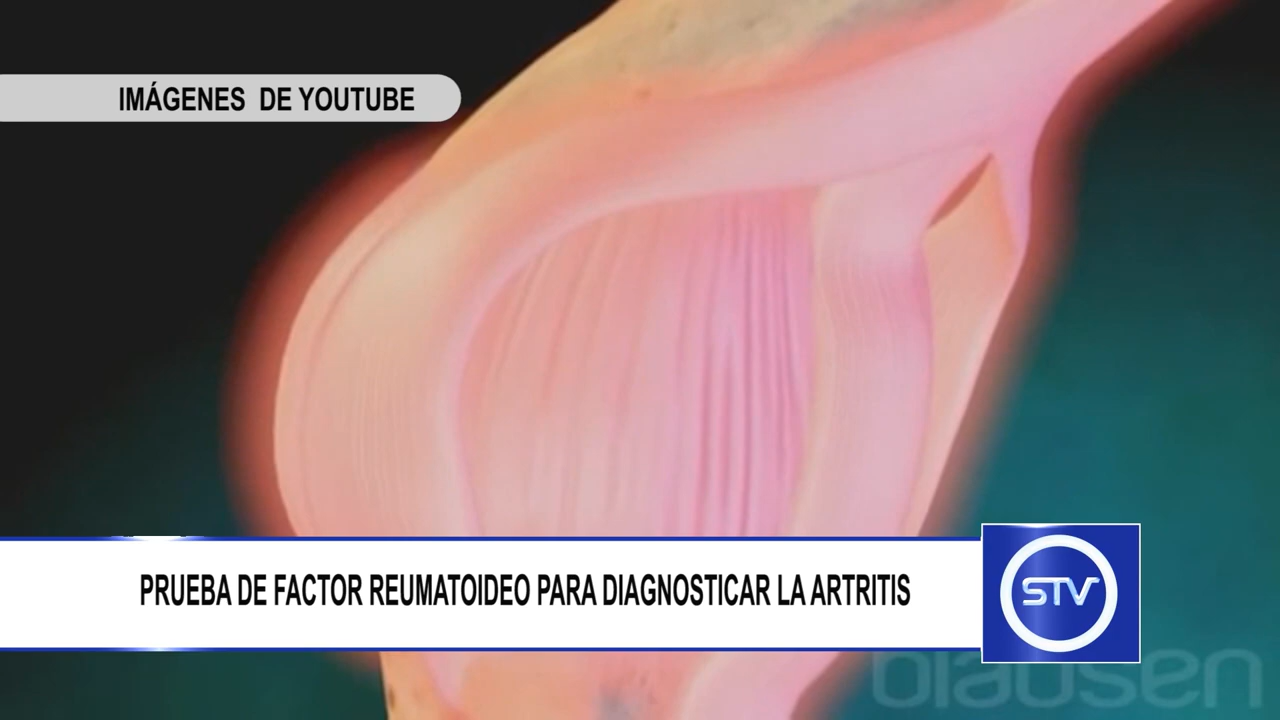 IMÁGENES DE YOUTUBE
PRUEBA DE FACTOR REUMATOIDEO PARA DIAGNOSTICAR LA ARTRITIS
STV
blausen